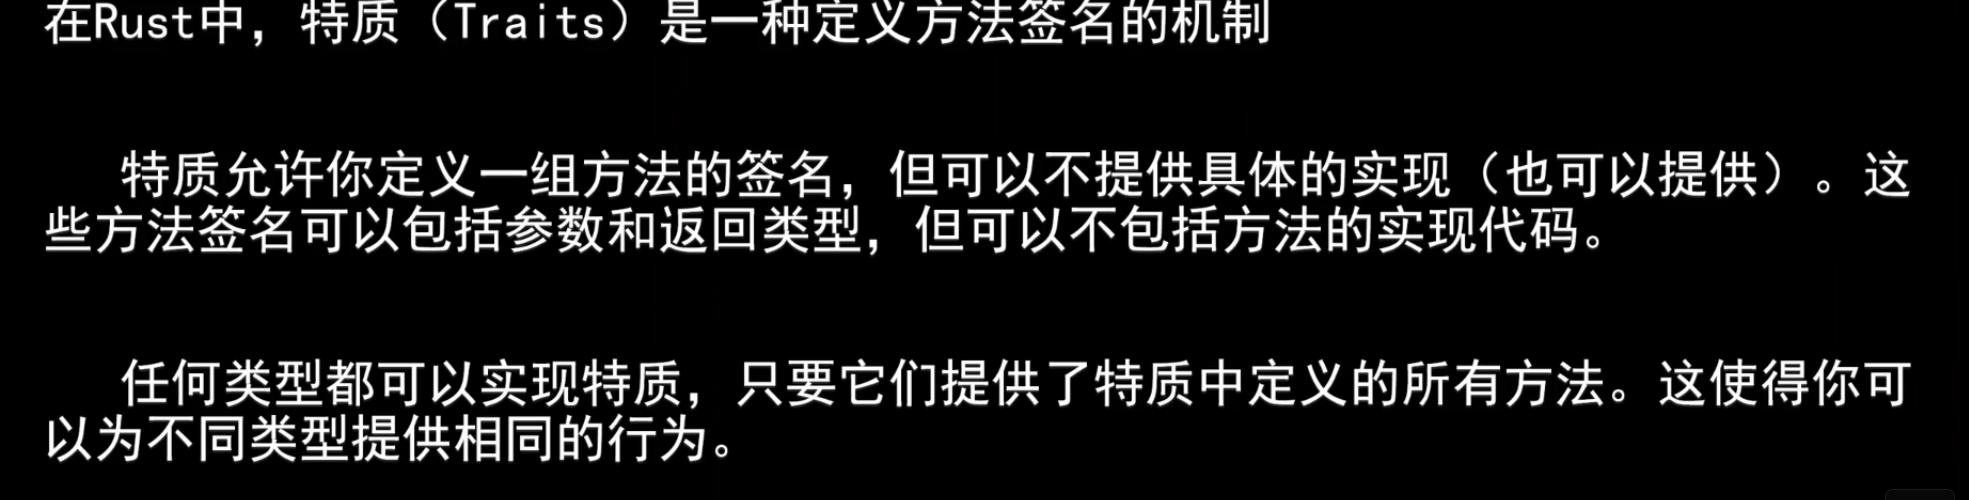 在Rust中，特质（Traits）是一种定义方法签名的机制
特质允许你定义一组方法的签名，但可以不提供具体的实现（也可以提供）。这
些方法签名可以包括参数和返回类型，但可以不包括方法的实现代码。
任何类型都可以实现特质，只要它们提供了特质中定义的所有方法。这使得你可
以为不同类型提供相同的行为。